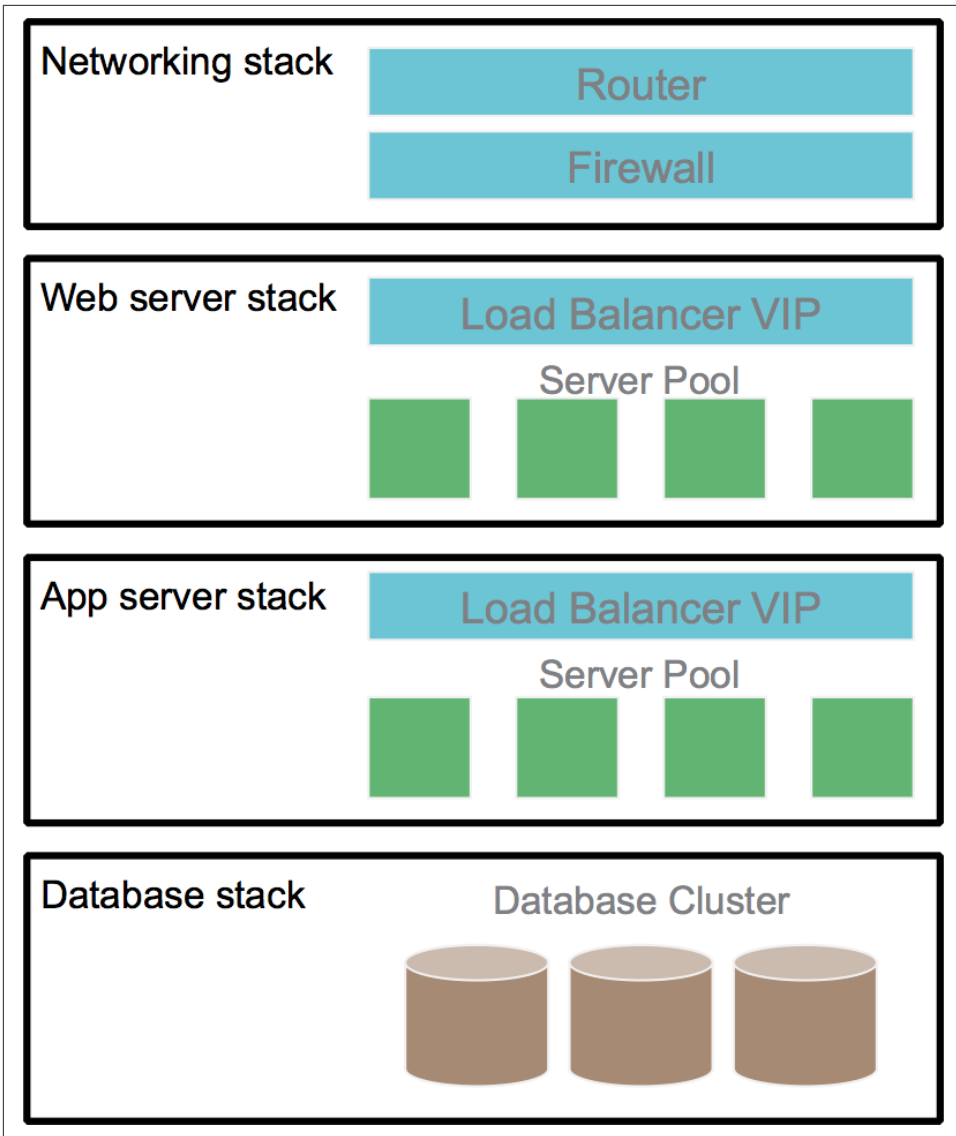 Networking stack
Router
Firewall
Web server stack
Load Balancer VIP
Server Pool
App server stack
Load Balancer VIP
Server Pool
Database stack
Database Cluster